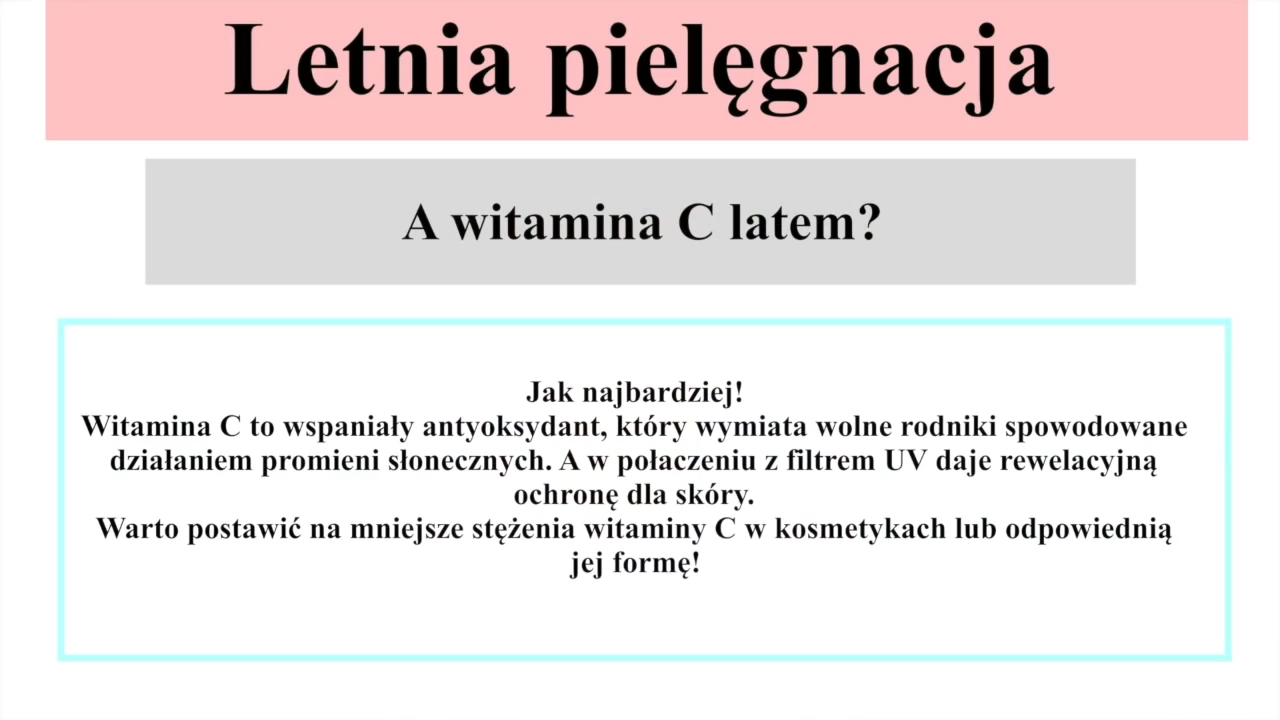 Letnia pielęgnacja
A witamina C latem?
Jak najbardziej!
Witamina C to wspaniały antyoksydant, który wymiata wolne rodniki spowodowane
działaniem promieni słonecznych. A w połaczeniu z filtrem UV daje rewelacyjną
ochronę dla skóry.
Warto postawić na mniejsze stężenia witaminy C w kosmetykach lub odpowiednią
jej formę!